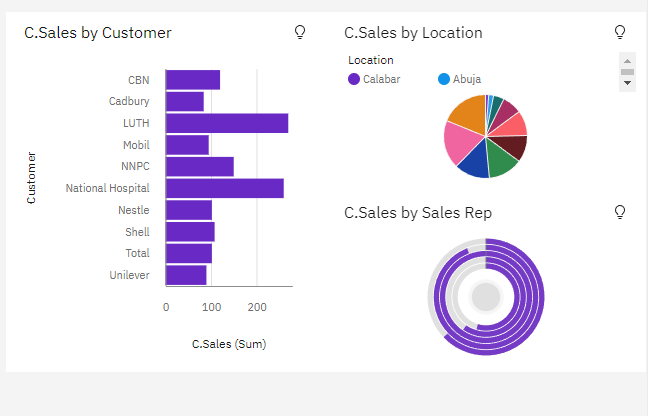 C.Sales by Customer
Customer
CBN
Cadbury
LUTH
Mobil
NNPC
National Hospital
Nestle
Shell
Total
Unilever
0 100 200
C.Sales (Sum)
C.Sales by Location
Location
Calabar Abuja
C.Sales by Sales Rep